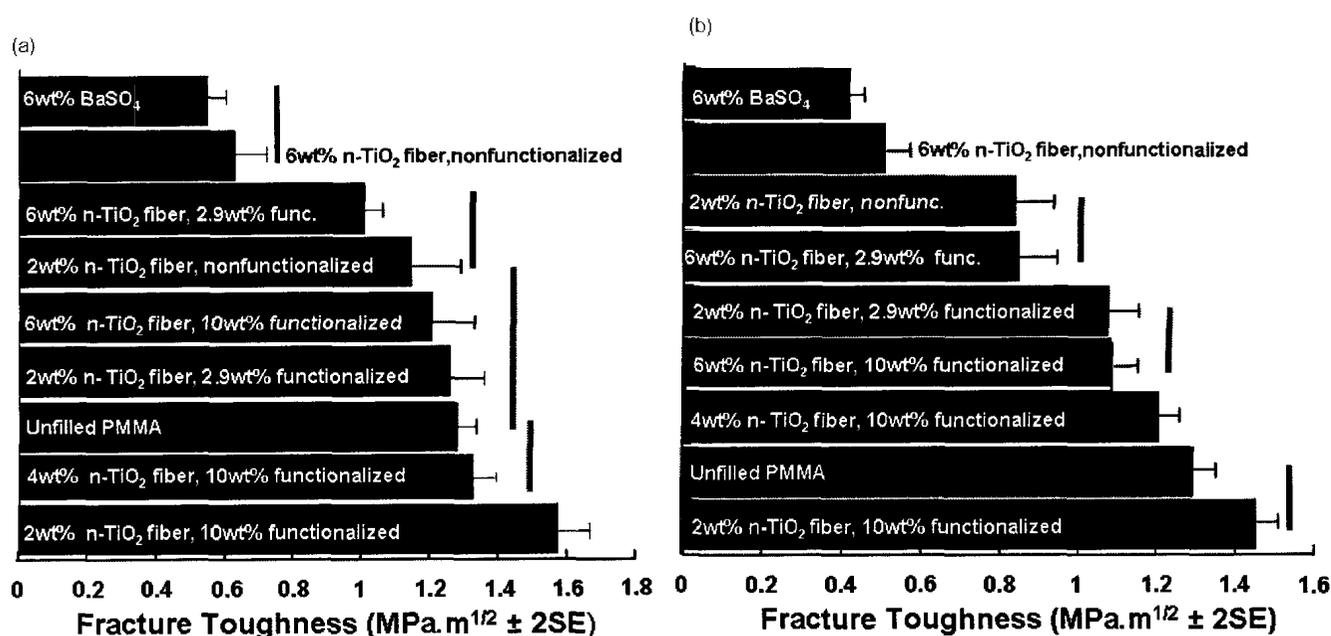 (a)
6wt% BaSO₄
6wt% n-TiO₂ fiber,nonfunctionalized
6wt% n-TiO₂ fiber, 2.9wt% func.
2wt% n- TiO₂ fiber, nonfunctionalized
6wt% n-TiO₂ fiber, 10wt% functionalized
2wt% n- TiO₂ fiber, 2.9wt% functionalized
Unfilled PMMA
4wt% n-TiO₂ fiber, 10wt% functionalized
2wt% n-TiO₂ fiber, 10wt% functionalized
0 0.2 0.4 0.6 0.8 1 1.2 1.4 1.6 1.8
Fracture Toughness (MPa.m¹/² ± 2SE)
(b)
6wt% BaSO₄
6wt% n-TiO₂ fiber,nonfunctionalized
2wt% n-TiO₂ fiber, nonfunc.
6wt% n-TiO₂ fiber, 2.9wt% func.
2wt% n- TiO₂ fiber, 2.9wt% functionalized
6wt% n-TiO₂ fiber, 10wt% functionalized
4wt% n- TiO₂ fiber, 10wt% functionalized
Unfilled PMMA
2wt% n-TiO₂ fiber, 10wt% functionalized
0 0.2 0.4 0.6 0.8 1 1.2 1.4 1.6
Fracture Toughness (MPa.m¹/² ± 2SE)